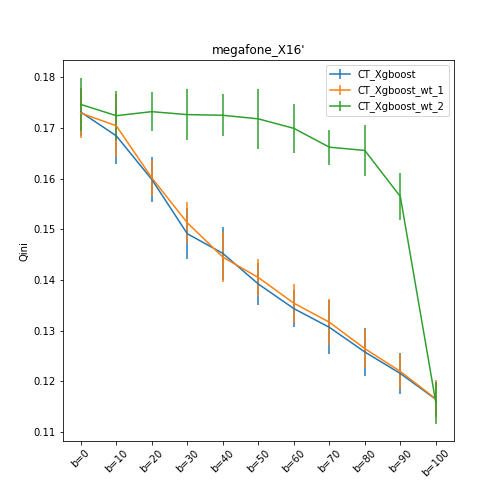 megafone_X16'
CT_Xgboost
CT_Xgboost_wt_1
CT_Xgboost_wt_2
Qini
0.18
0.17
0.16
0.15
0.14
0.13
0.12
0.11
b=0
b=10
b=20
b=30
b=40
b=50
b=60
b=70
b=80
b=90
b=100